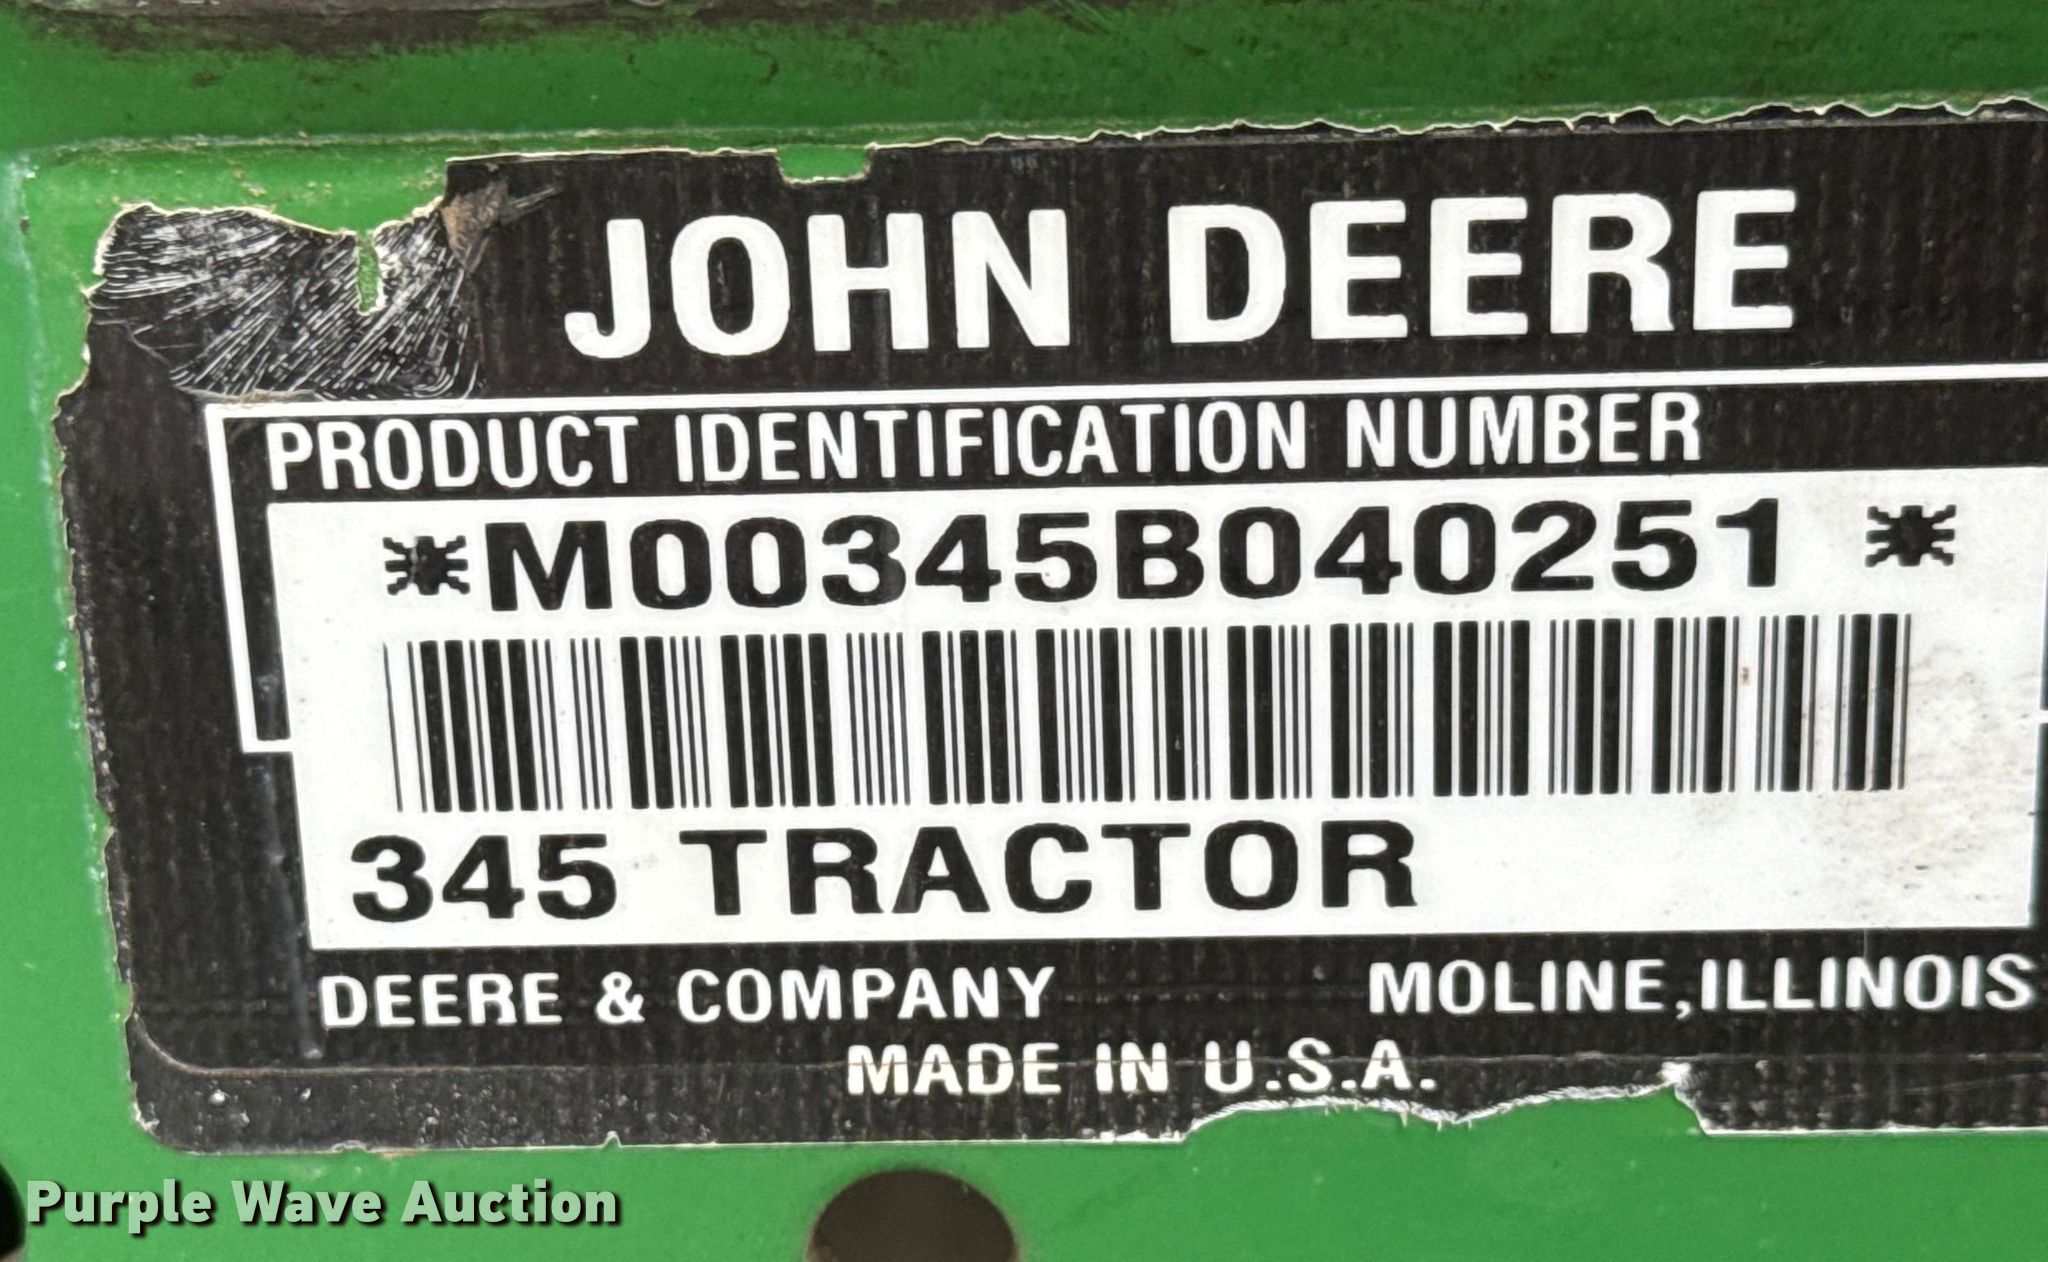 JOHN DEERE
PRODUCT IDENTIFICATION NUMBER
*M00345B040251*
345 TRACTOR
DEERE & COMPANY MOLINE, ILLINOIS
MADE IN U.S.A.
Purple Wave Auction